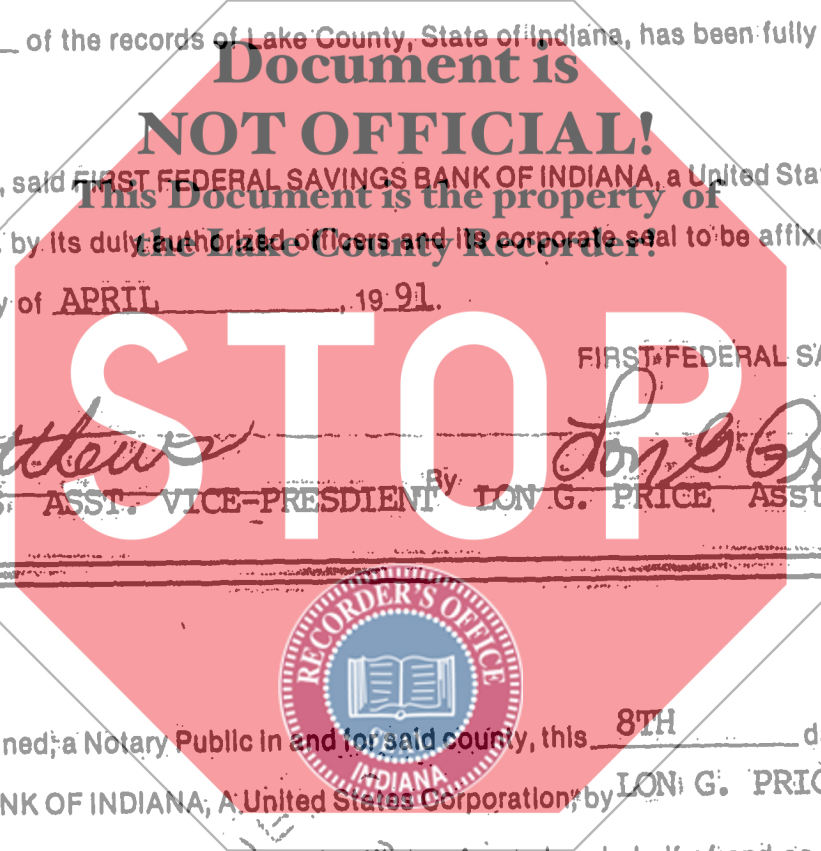 of the records of Lake County, State of Indiana, has been fully
Document is
NOT OFFICIAL!
, said FIRST FEDERAL SAVINGS BANK OF INDIANA, a United Sta
This Document is the property of
by its duly authorized officers and its corporate seal to be affixe
the Lake County Recorder!
y of APRIL, 19 91.
STOP
FIRST FEDERAL SA
tthews Lon G Pr
ASST. VICE-PRESDIENT By LON G. PRICE Asst
RECORDER'S OFFICE
ned, a Notary Public in and for said county, this 8TH d
INDIANA
NK OF INDIANA, A United States Corporation, by LON G. PRIC